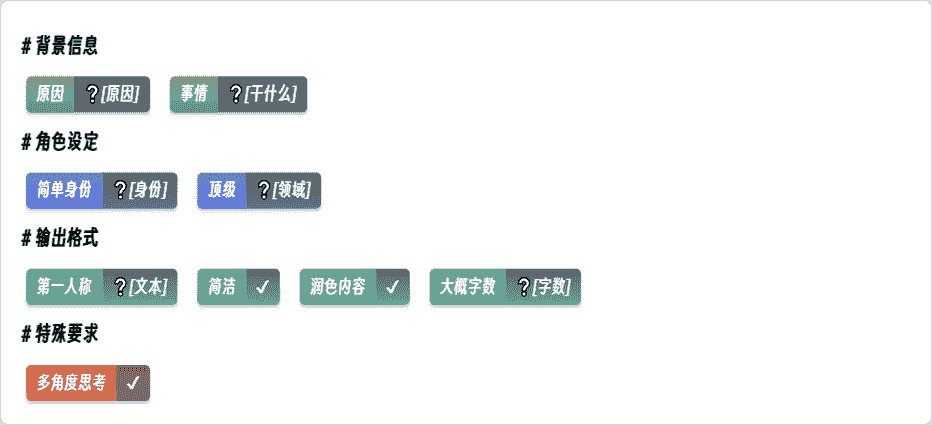 # 背景信息
原因 ?[原因] 事情 ?[干什么]
# 角色设定
简单身份 ?[身份] 顶级 ?[领域]
# 输出格式
第一人称 ?[文本] 简洁 ✓ 润色内容 ✓ 大概字数 ?[字数]
# 特殊要求
多角度思考 ✓